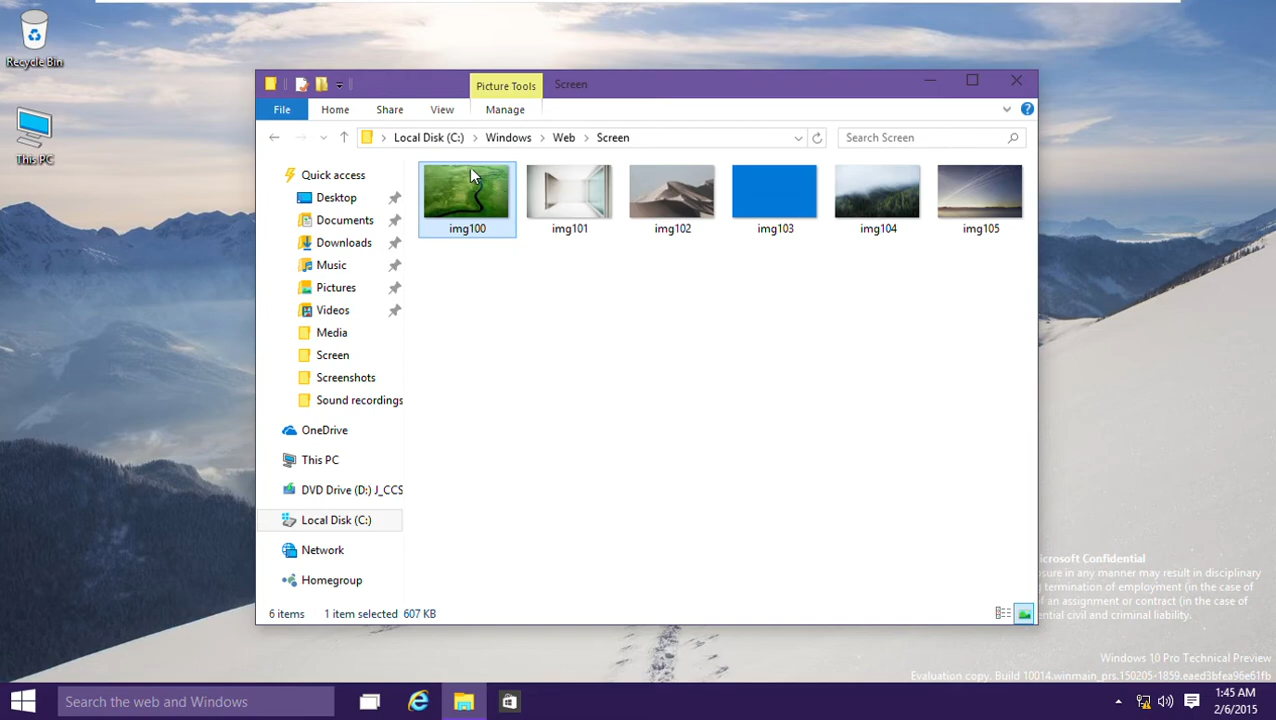 Recycle Bin
This PC
Picture Tools
Screen
File
Home
Share
View
Manage
Local Disk (C:)
Windows
Web
Screen
Search Screen
Quick access
Desktop
Documents
Downloads
Music
Pictures
Videos
Media
Screen
Screenshots
Sound recordings
OneDrive
This PC
DVD Drive (D:) J_CCS
Local Disk (C:)
Network
Homegroup
img100
img101
img102
img103
img104
img105
6 items
1 item selected 607 KB
icrosoft Confidential
sure in any manner may result in disciplinary
termination of employment (in the case of
of an assignment or contract (in the case of
ential civil and criminal liability.
Windows 10 Pro Technical Preview
Evaluation copy. Build 10014.winmain_prs.150205-1859.eaed3bfea96e61fb
Search the web and Windows
1:45 AM
2/6/2015